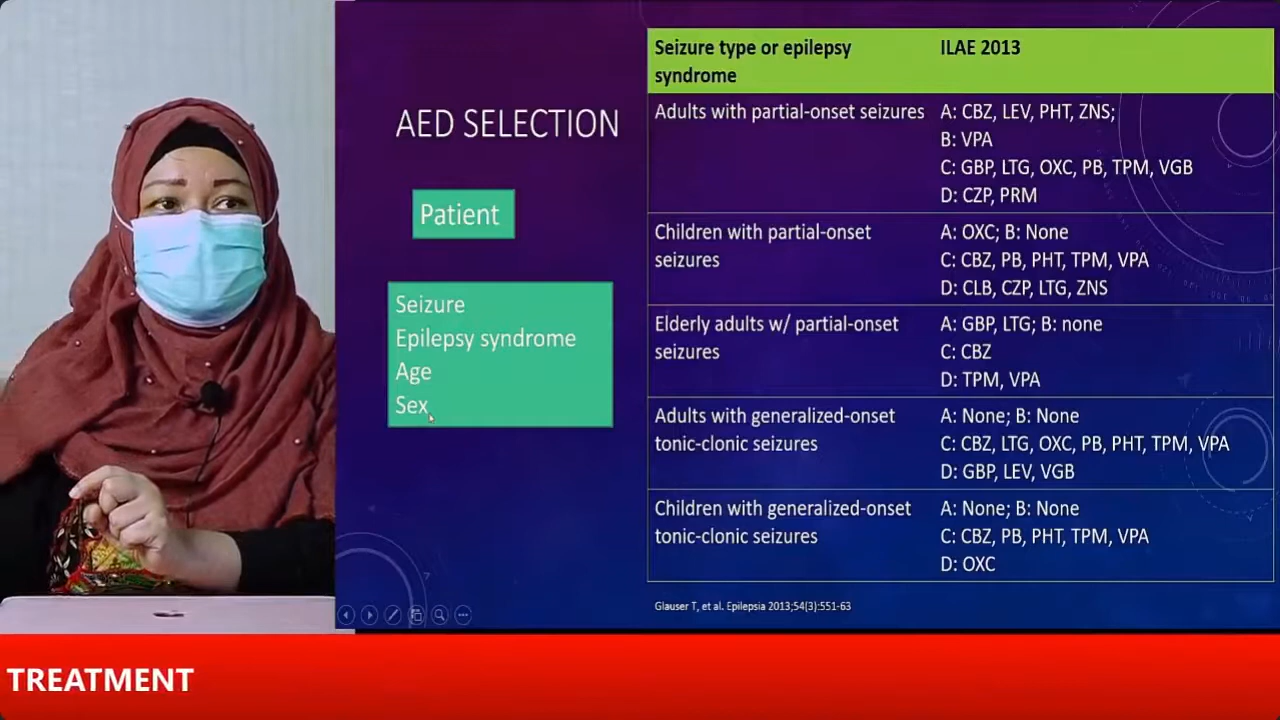 AED SELECTION
Patient
Seizure
Epilepsy syndrome
Age
Sex
Seizure type or epilepsy
syndrome
ILAE 2013
Adults with partial-onset seizures
A: CBZ, LEV, PHT, ZNS;
B: VPA
C: GBP, LTG, OXC, PB, TPM, VGB
D: CZP, PRM
Children with partial-onset
seizures
A: OXC; B: None
C: CBZ, PB, PHT, TPM, VPA
D: CLB, CZP, LTG, ZNS
Elderly adults w/ partial-onset
seizures
A: GBP, LTG; B: none
C: CBZ
D: TPM, VPA
Adults with generalized-onset
tonic-clonic seizures
A: None; B: None
C: CBZ, LTG, OXC, PB, PHT, TPM, VPA
D: GBP, LEV, VGB
Children with generalized-onset
tonic-clonic seizures
A: None; B: None
C: CBZ, PB, PHT, TPM, VPA
D: OXC
Glauser T, et al. Epilepsia 2013;54(3):551-63
TREATMENT